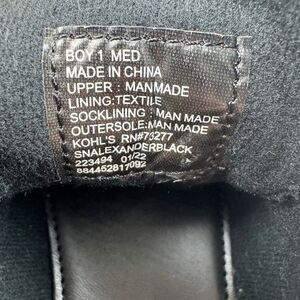 BOY 1 MED
MADE IN CHINA
UPPER : MANMADE
LINING:TEXTILE
SOCKLINING : MAN MADE
OUTERSOLE:MAN MADE
KOHL'S RN#73277
SNALEXANDERBLACK
223494 01/22
884452817092